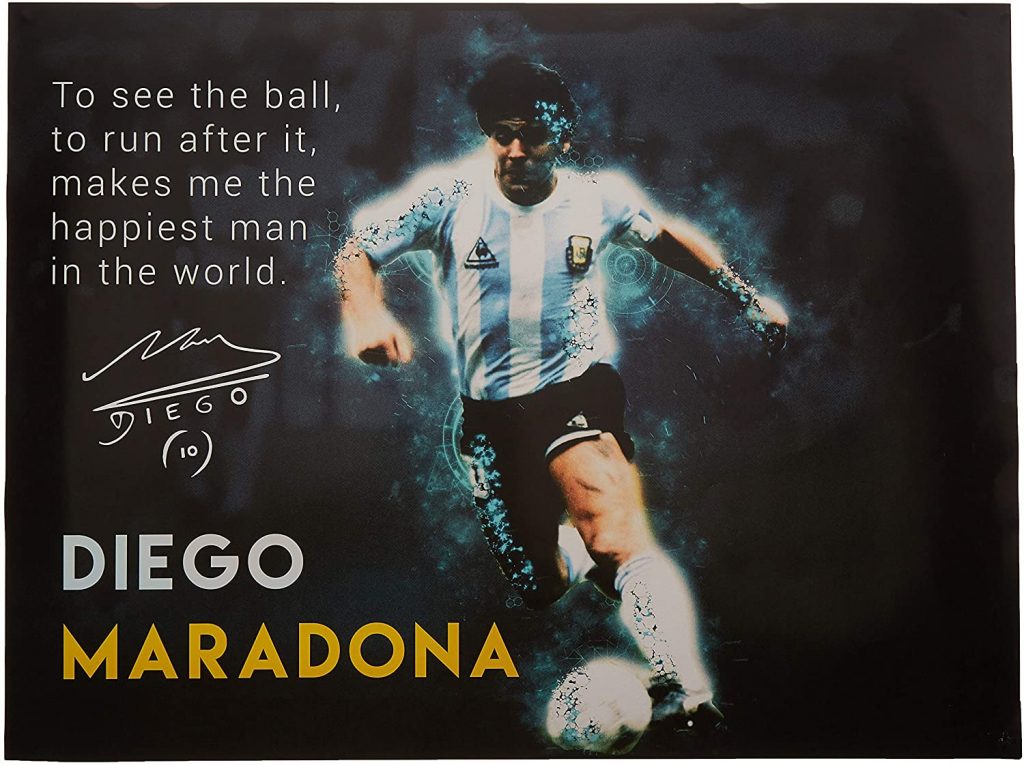 To see the ball,
to run after it,
makes me the
happiest man
in the world.
DIEGO
(10)
DIEGO
MARADONA